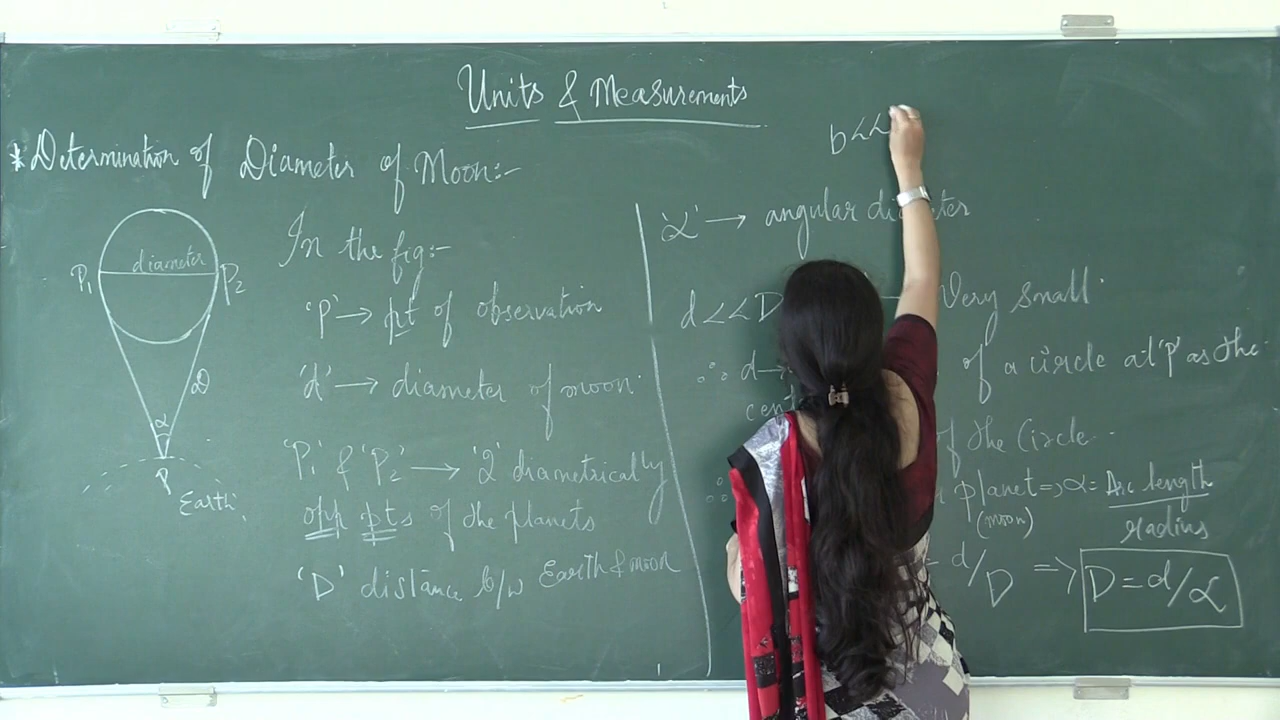 Units & Measurements
b<<
* Determination of Diameter of Moon:-
diameter
P₁ P₂
D
α
P
Earth
In the fig:-
'P' → pt of observation
'd' → diameter of moon.
'P₁' & 'P₂' → '2' diametrically
opp pts of the planets
'D' distance b/w Earth & moon
'α' → angular diameter
d<<D Very small.
∴ d → of a circle at 'P' as the
of the Circle.
∴ planet => α = Arc length / radius
(moon)
= d/D => D = d/α